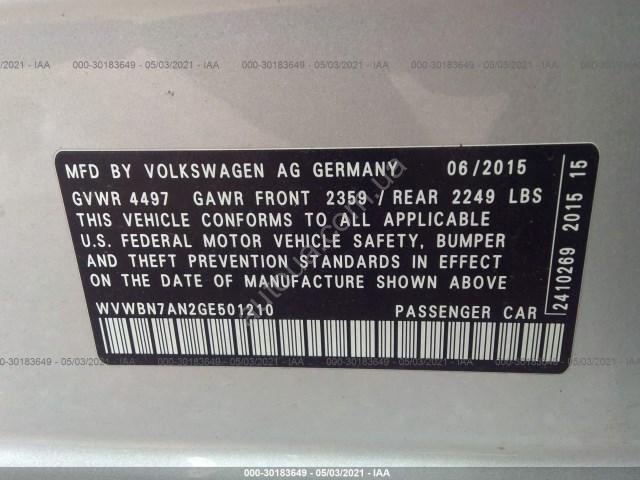 000-30183649 - 05/03/2021 - IAA
000-30183649 - 05/03/2021 - IAA
MFD BY VOLKSWAGEN AG GERMANY 06/2015
GVWR 4497 GAWR FRONT 2359 / REAR 2249 LBS
THIS VEHICLE CONFORMS TO ALL APPLICABLE
U.S. FEDERAL MOTOR VEHICLE SAFETY, BUMPER
AND THEFT PREVENTION STANDARDS IN EFFECT
ON THE DATE OF MANUFACTURE SHOWN ABOVE
WVWBN7AN2GE501210 PASSENGER CAR
2410269 2015 15
autoua.com.ua
000-30183649 - 05/03/2021 - IAA
000-30183649 - 05/03/2021 - IAA
000-30183649 - 05/03/2021 - IAA